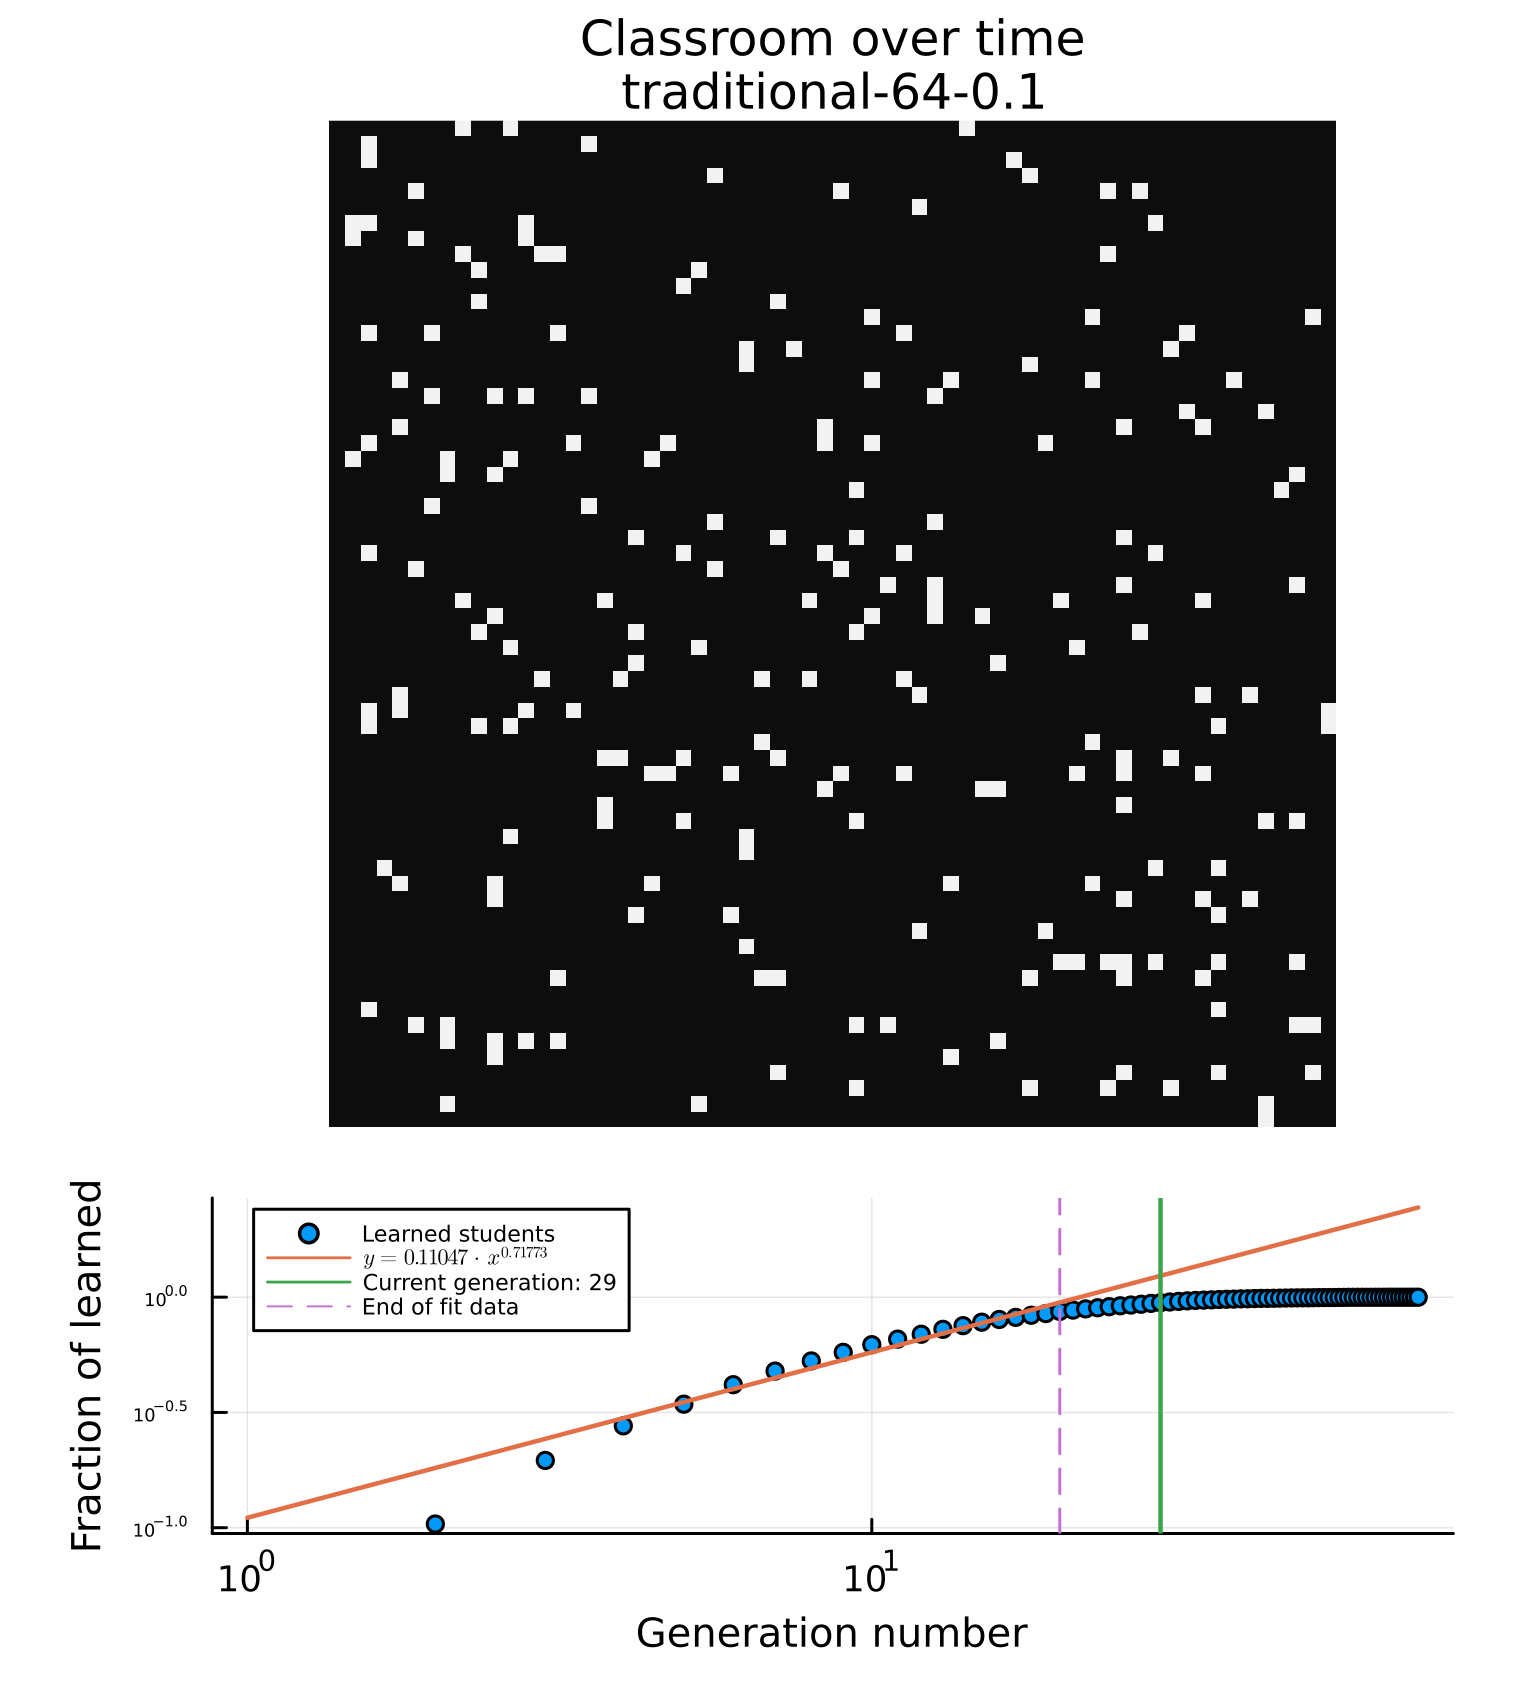 Classroom over time
traditional-64-0.1
Fraction of learned
Learned students
y = 0.11047 · x^0.71773
Current generation: 29
End of fit data
10^0.0
10^−0.5
10^−1.0
10^0
10^1
Generation number